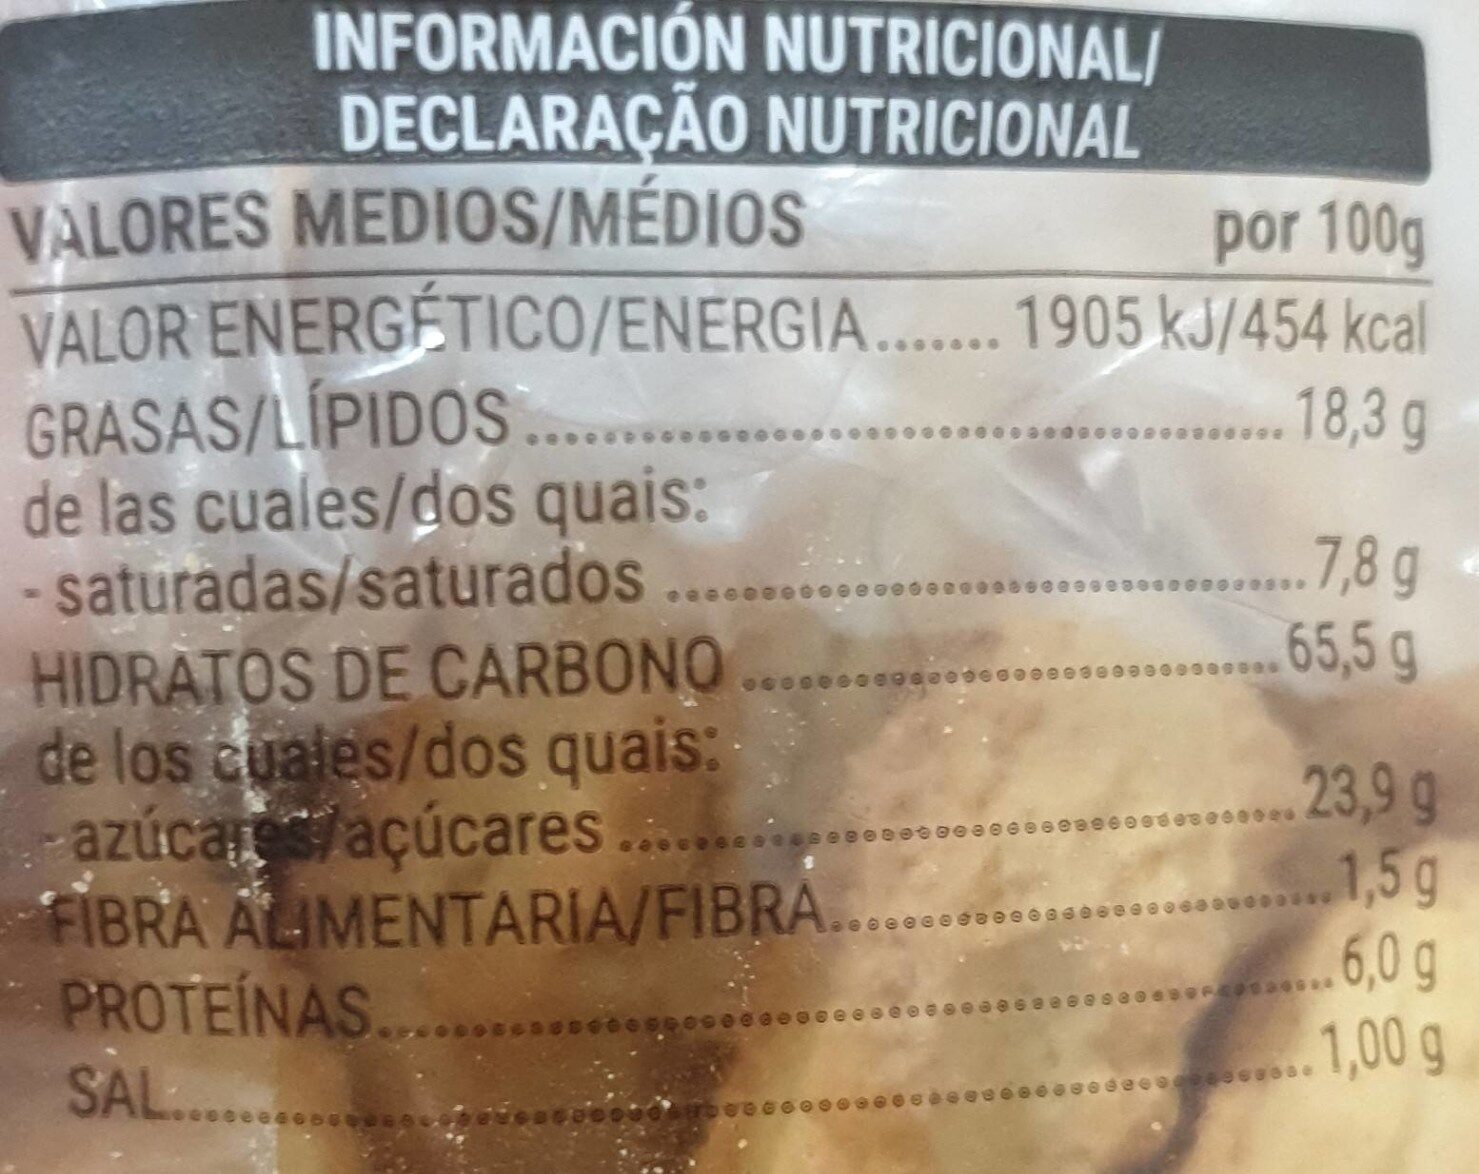 INFORMACIÓN NUTRICIONAL/
DECLARAÇÃO NUTRICIONAL
VALORES MEDIOS/MÉDIOS por 100g
VALOR ENERGÉTICO/ENERGIA....... 1905 kJ/454 kcal
GRASAS/LÍPIDOS ........ 18,3 g
de las cuales/dos quais:
- saturadas/saturados ........ 7,8 g
HIDRATOS DE CARBONO ........ 65,5 g
de los cuales/dos quais:
- azúcares/açúcares ........ 23,9 g
FIBRA ALIMENTARIA/FIBRA........ 1,5 g
PROTEÍNAS........ 6,0 g
SAL........ 1,00 g